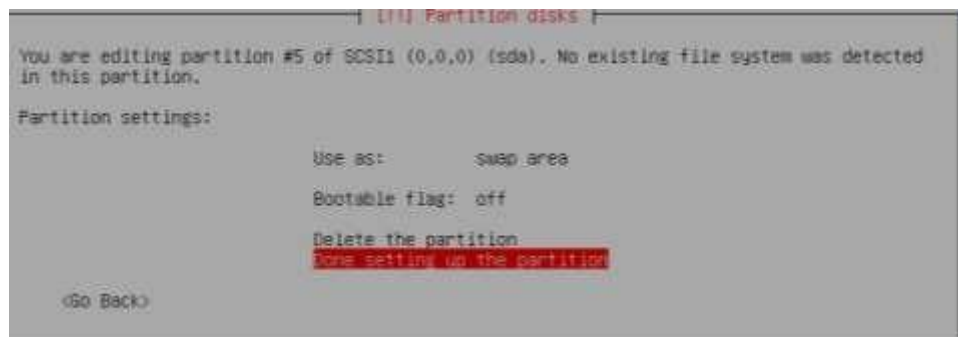 [!!] Partition disks
You are editing partition #5 of SCSI1 (0,0,0) (sda). No existing file system was detected
in this partition.
Partition settings:
Use as: swap area
Bootable flag: off
Delete the partition
Done setting up the partition
<Go Back>